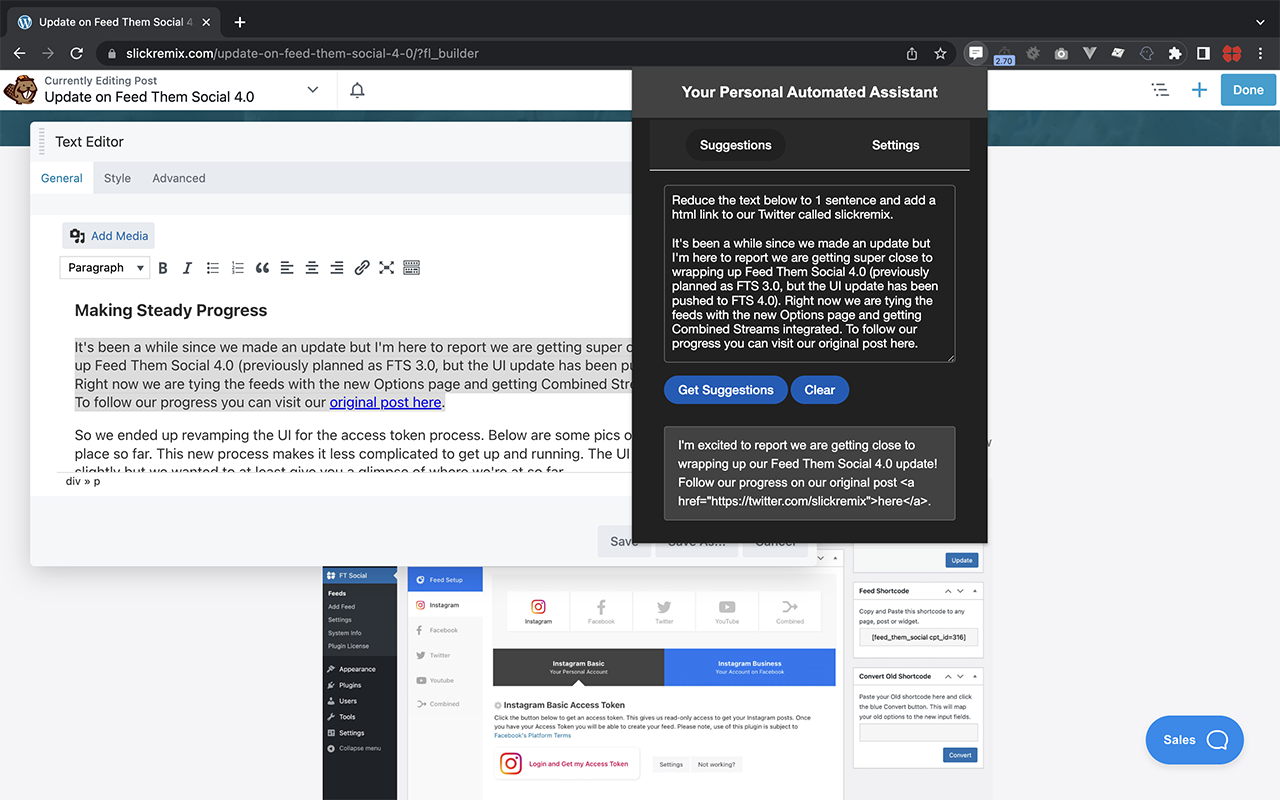 Update on Feed Them Social 4
slickremix.com/update-on-feed-them-social-4-0/?fl_builder
2.70
Currently Editing Post
Update on Feed Them Social 4.0
Done
Text Editor
General
Style
Advanced
Add Media
Paragraph
B
I
Making Steady Progress
It's been a while since we made an update but I'm here to report we are getting super c
up Feed Them Social 4.0 (previously planned as FTS 3.0, but the UI update has been pu
Right now we are tying the feeds with the new Options page and getting Combined Stre
To follow our progress you can visit our original post here.
So we ended up revamping the UI for the access token process. Below are some pics o
place so far. This new process makes it less complicated to get up and running. The UI
slightly but we wanted to at least give you a glimpse of where we're at so far
div » p
Save
Save As...
Cancel
Your Personal Automated Assistant
Suggestions
Settings
Reduce the text below to 1 sentence and add a
html link to our Twitter called slickremix.
It's been a while since we made an update but
I'm here to report we are getting super close to
wrapping up Feed Them Social 4.0 (previously
planned as FTS 3.0, but the UI update has been
pushed to FTS 4.0). Right now we are tying the
feeds with the new Options page and getting
Combined Streams integrated. To follow our
progress you can visit our original post here.
Get Suggestions
Clear
I'm excited to report we are getting close to
wrapping up our Feed Them Social 4.0 update!
Follow our progress on our original post <a
href="https://twitter.com/slickremix">here</a>.
FT Social
Feeds
Add Feed
Settings
System Info
Plugin License
Appearance
Plugins
Users
Tools
Settings
Collapse menu
Feed Setup
Instagram
Facebook
Twitter
Youtube
Combined
Instagram
Facebook
Twitter
YouTube
Combined
Instagram Basic
Your Personal Account
Instagram Business
Your Account on Facebook
Instagram Basic Access Token
Click the button below to get an access token. This gives us read-only access to get your Instagram posts. Once
you have your Access Token you will be able to create your feed. Please note, use of this plugin is subject to
Facebook's Platform Terms
Login and Get my Access Token
Settings
Not working?
Update
Feed Shortcode
Copy and Paste this shortcode to any
page, post or widget.
[feed_them_social cpt_id=316]
Convert Old Shortcode
Paste your Old shortcode here and click
the blue Convert button. This will map
your old options to the new input fields.
Convert
Sales